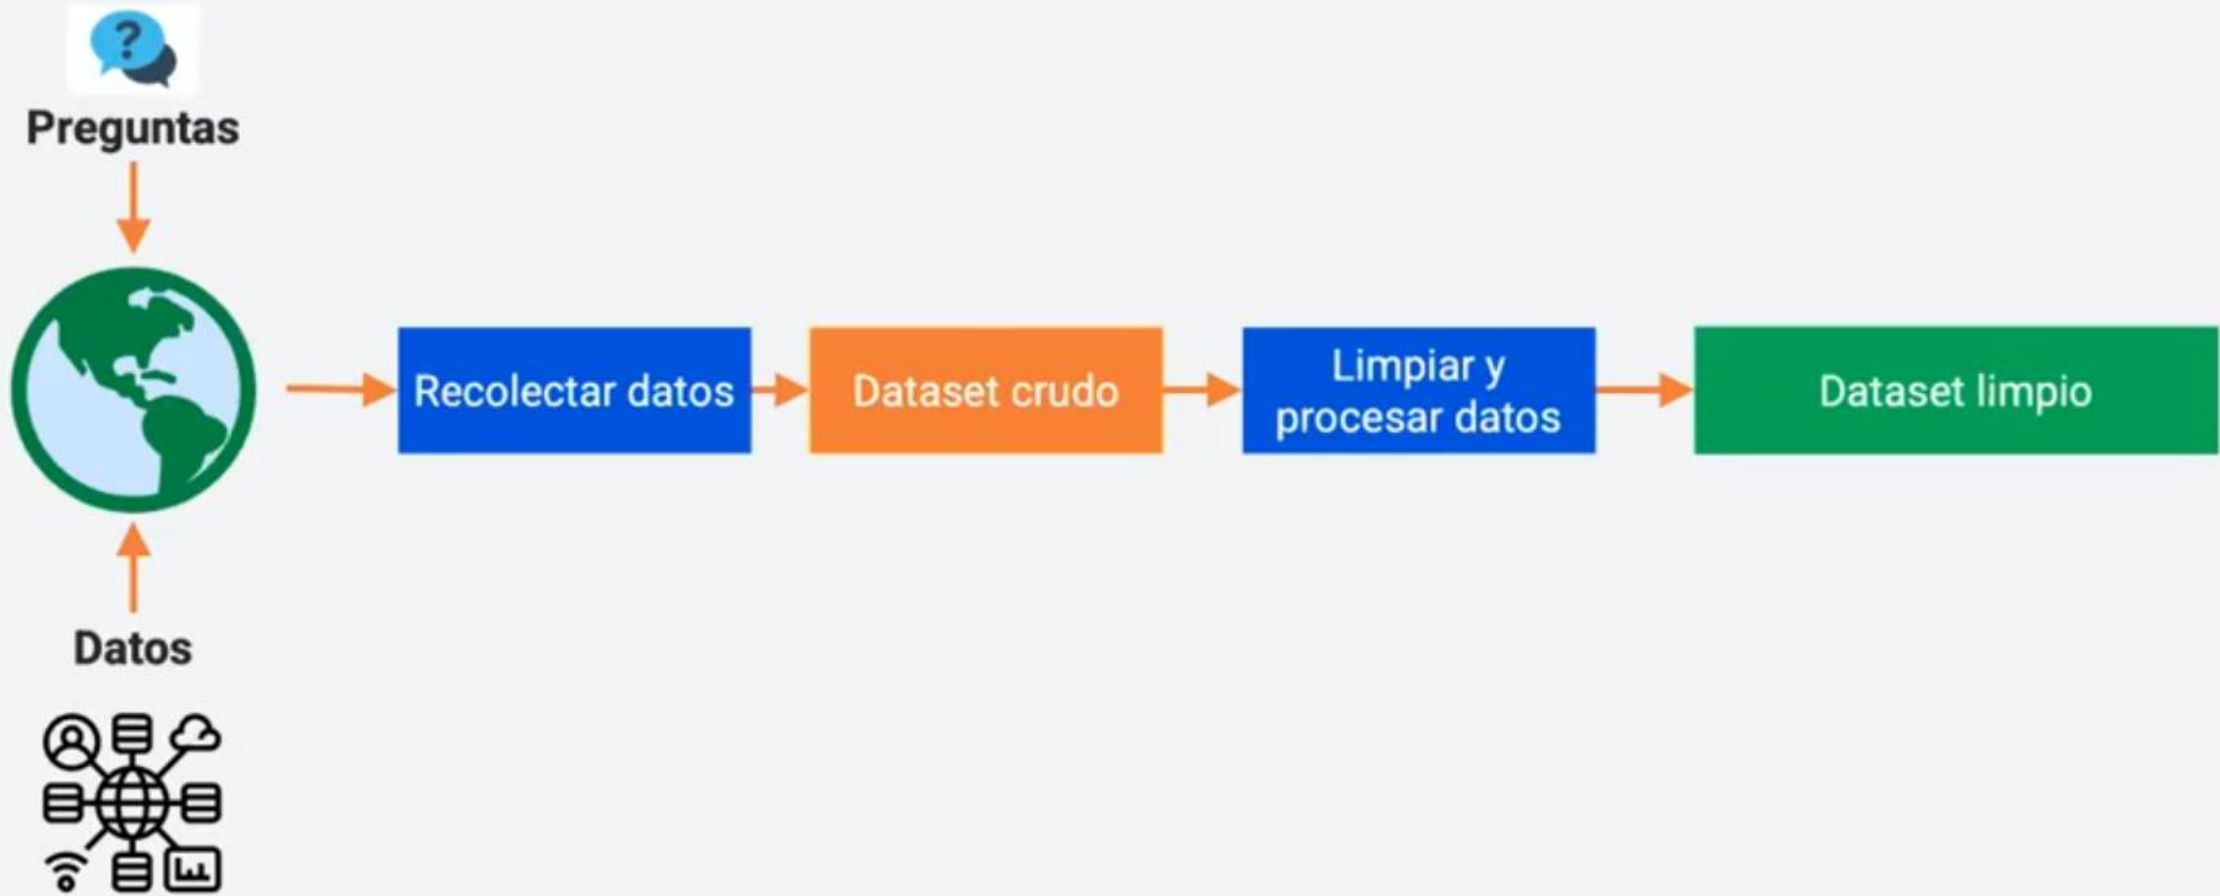 ?
Preguntas
Recolectar datos
Dataset crudo
Limpiar y
procesar datos
Dataset limpio
Datos